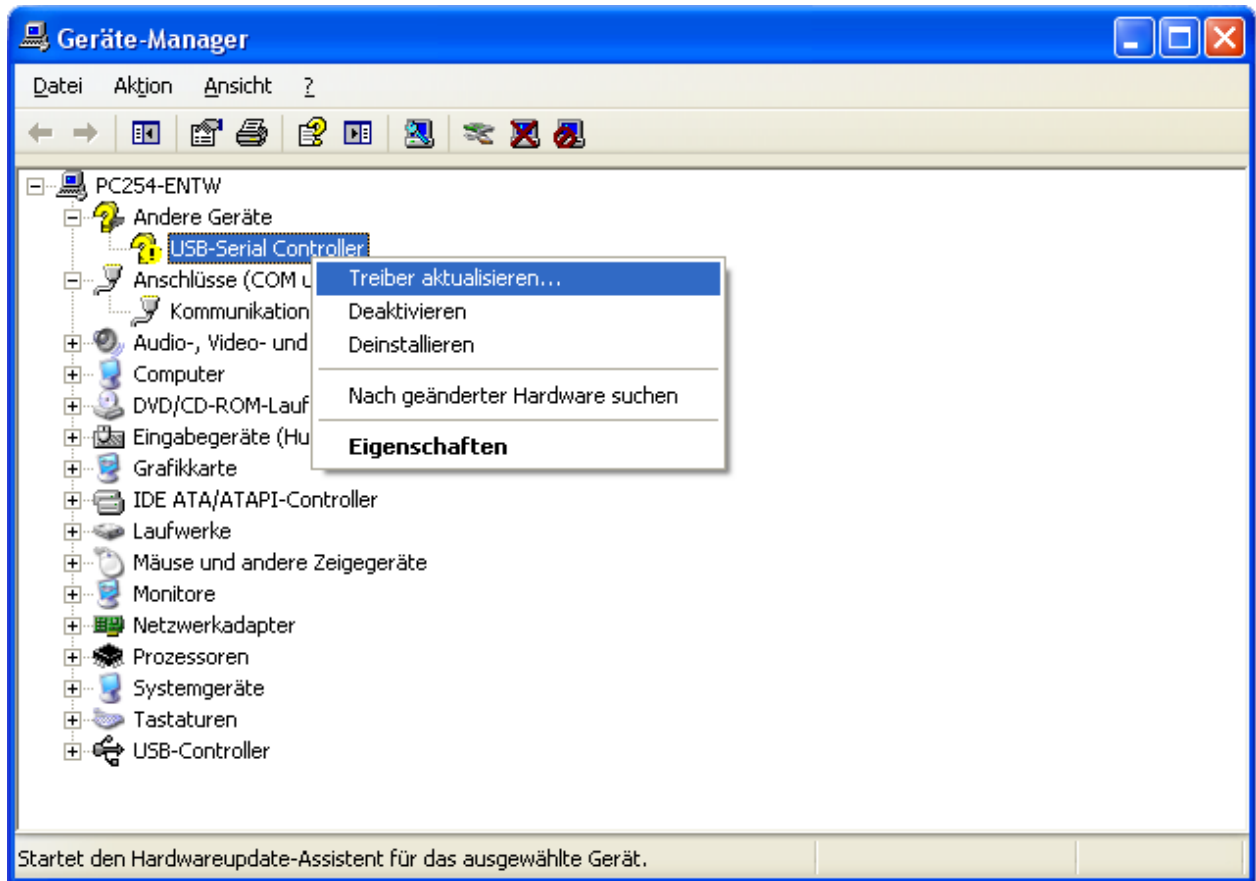 Geräte-Manager
Datei Aktion Ansicht ?
PC254-ENTW
Andere Geräte
USB-Serial Controller
Anschlüsse (COM u
Kommunikation
Audio-, Video- und
Computer
DVD/CD-ROM-Lauf
Eingabegeräte (Hu
Grafikkarte
IDE ATA/ATAPI-Controller
Laufwerke
Mäuse und andere Zeigegeräte
Monitore
Netzwerkadapter
Prozessoren
Systemgeräte
Tastaturen
USB-Controller
Treiber aktualisieren...
Deaktivieren
Deinstallieren
Nach geänderter Hardware suchen
Eigenschaften
Startet den Hardwareupdate-Assistent für das ausgewählte Gerät.